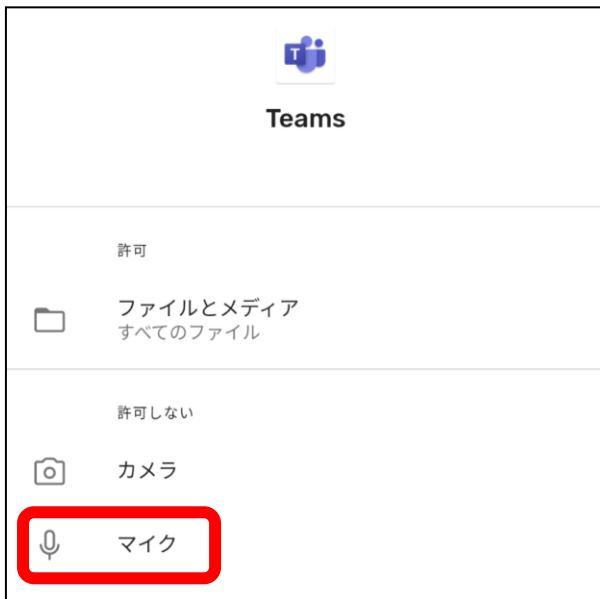 T
Teams
許可
ファイルとメディア
すべてのファイル
許可しない
カメラ
マイク